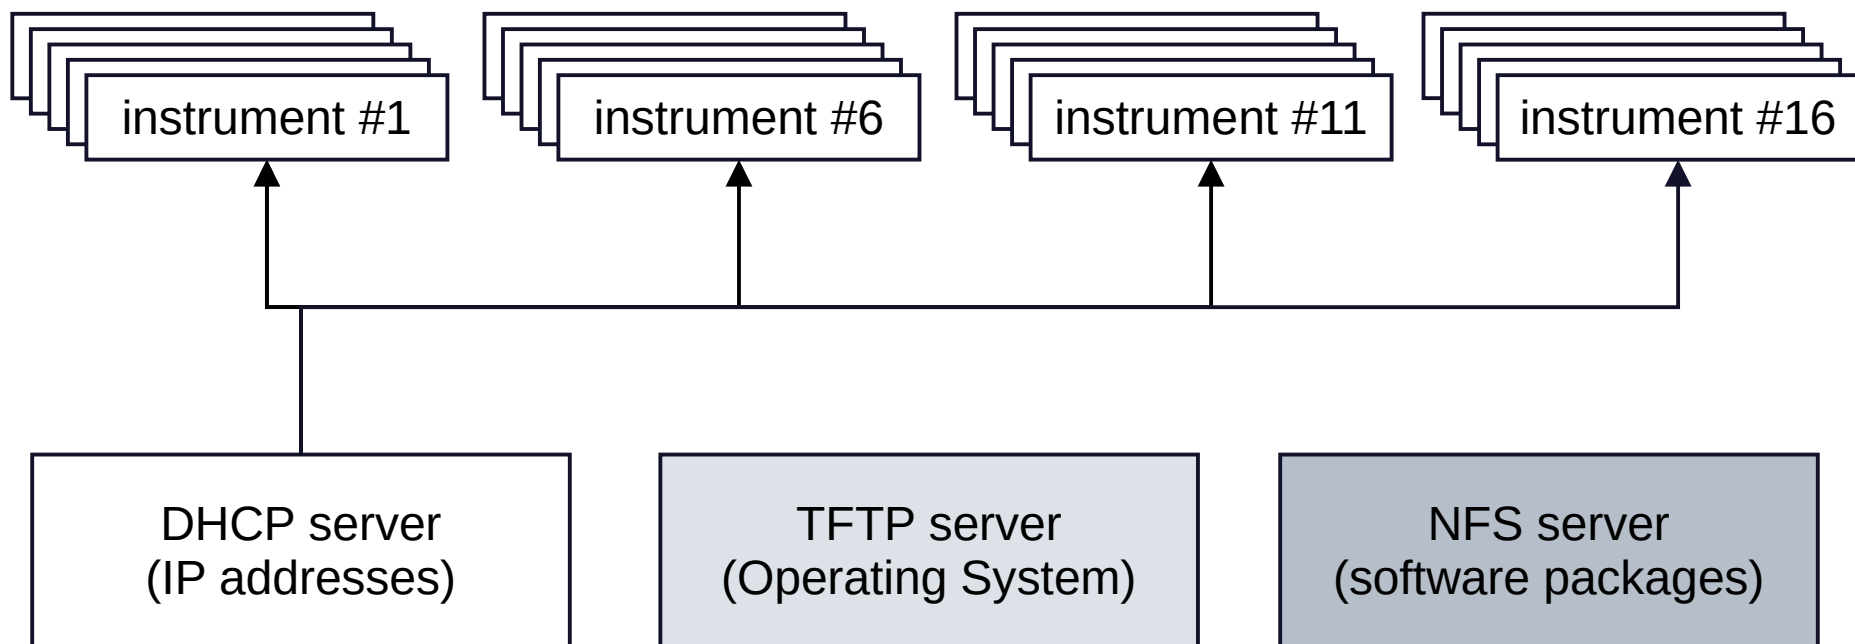 instrument #1
instrument #6
instrument #11
instrument #16
DHCP server
(IP addresses)
TFTP server
(Operating System)
NFS server
(software packages)